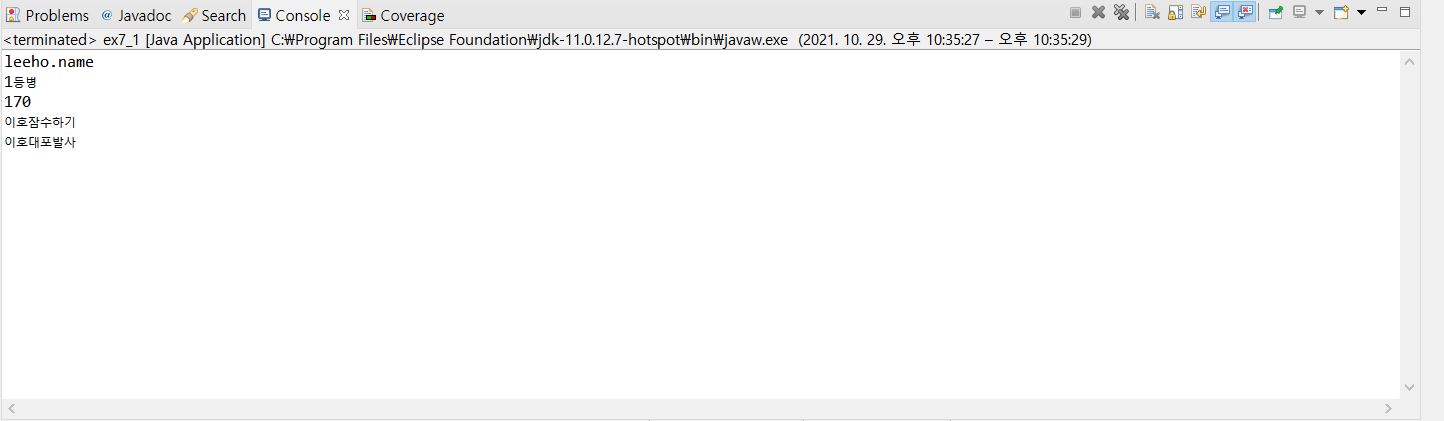 Problems @ Javadoc Search Console Coverage
<terminated> ex7_1 [Java Application] C:₩Program Files₩Eclipse Foundation₩jdk-11.0.12.7-hotspot₩bin₩javaw.exe (2021. 10. 29. 오후 10:35:27 – 오후 10:35:29)
leeho.name
1등병
170
이호잠수하기
이호대포발사